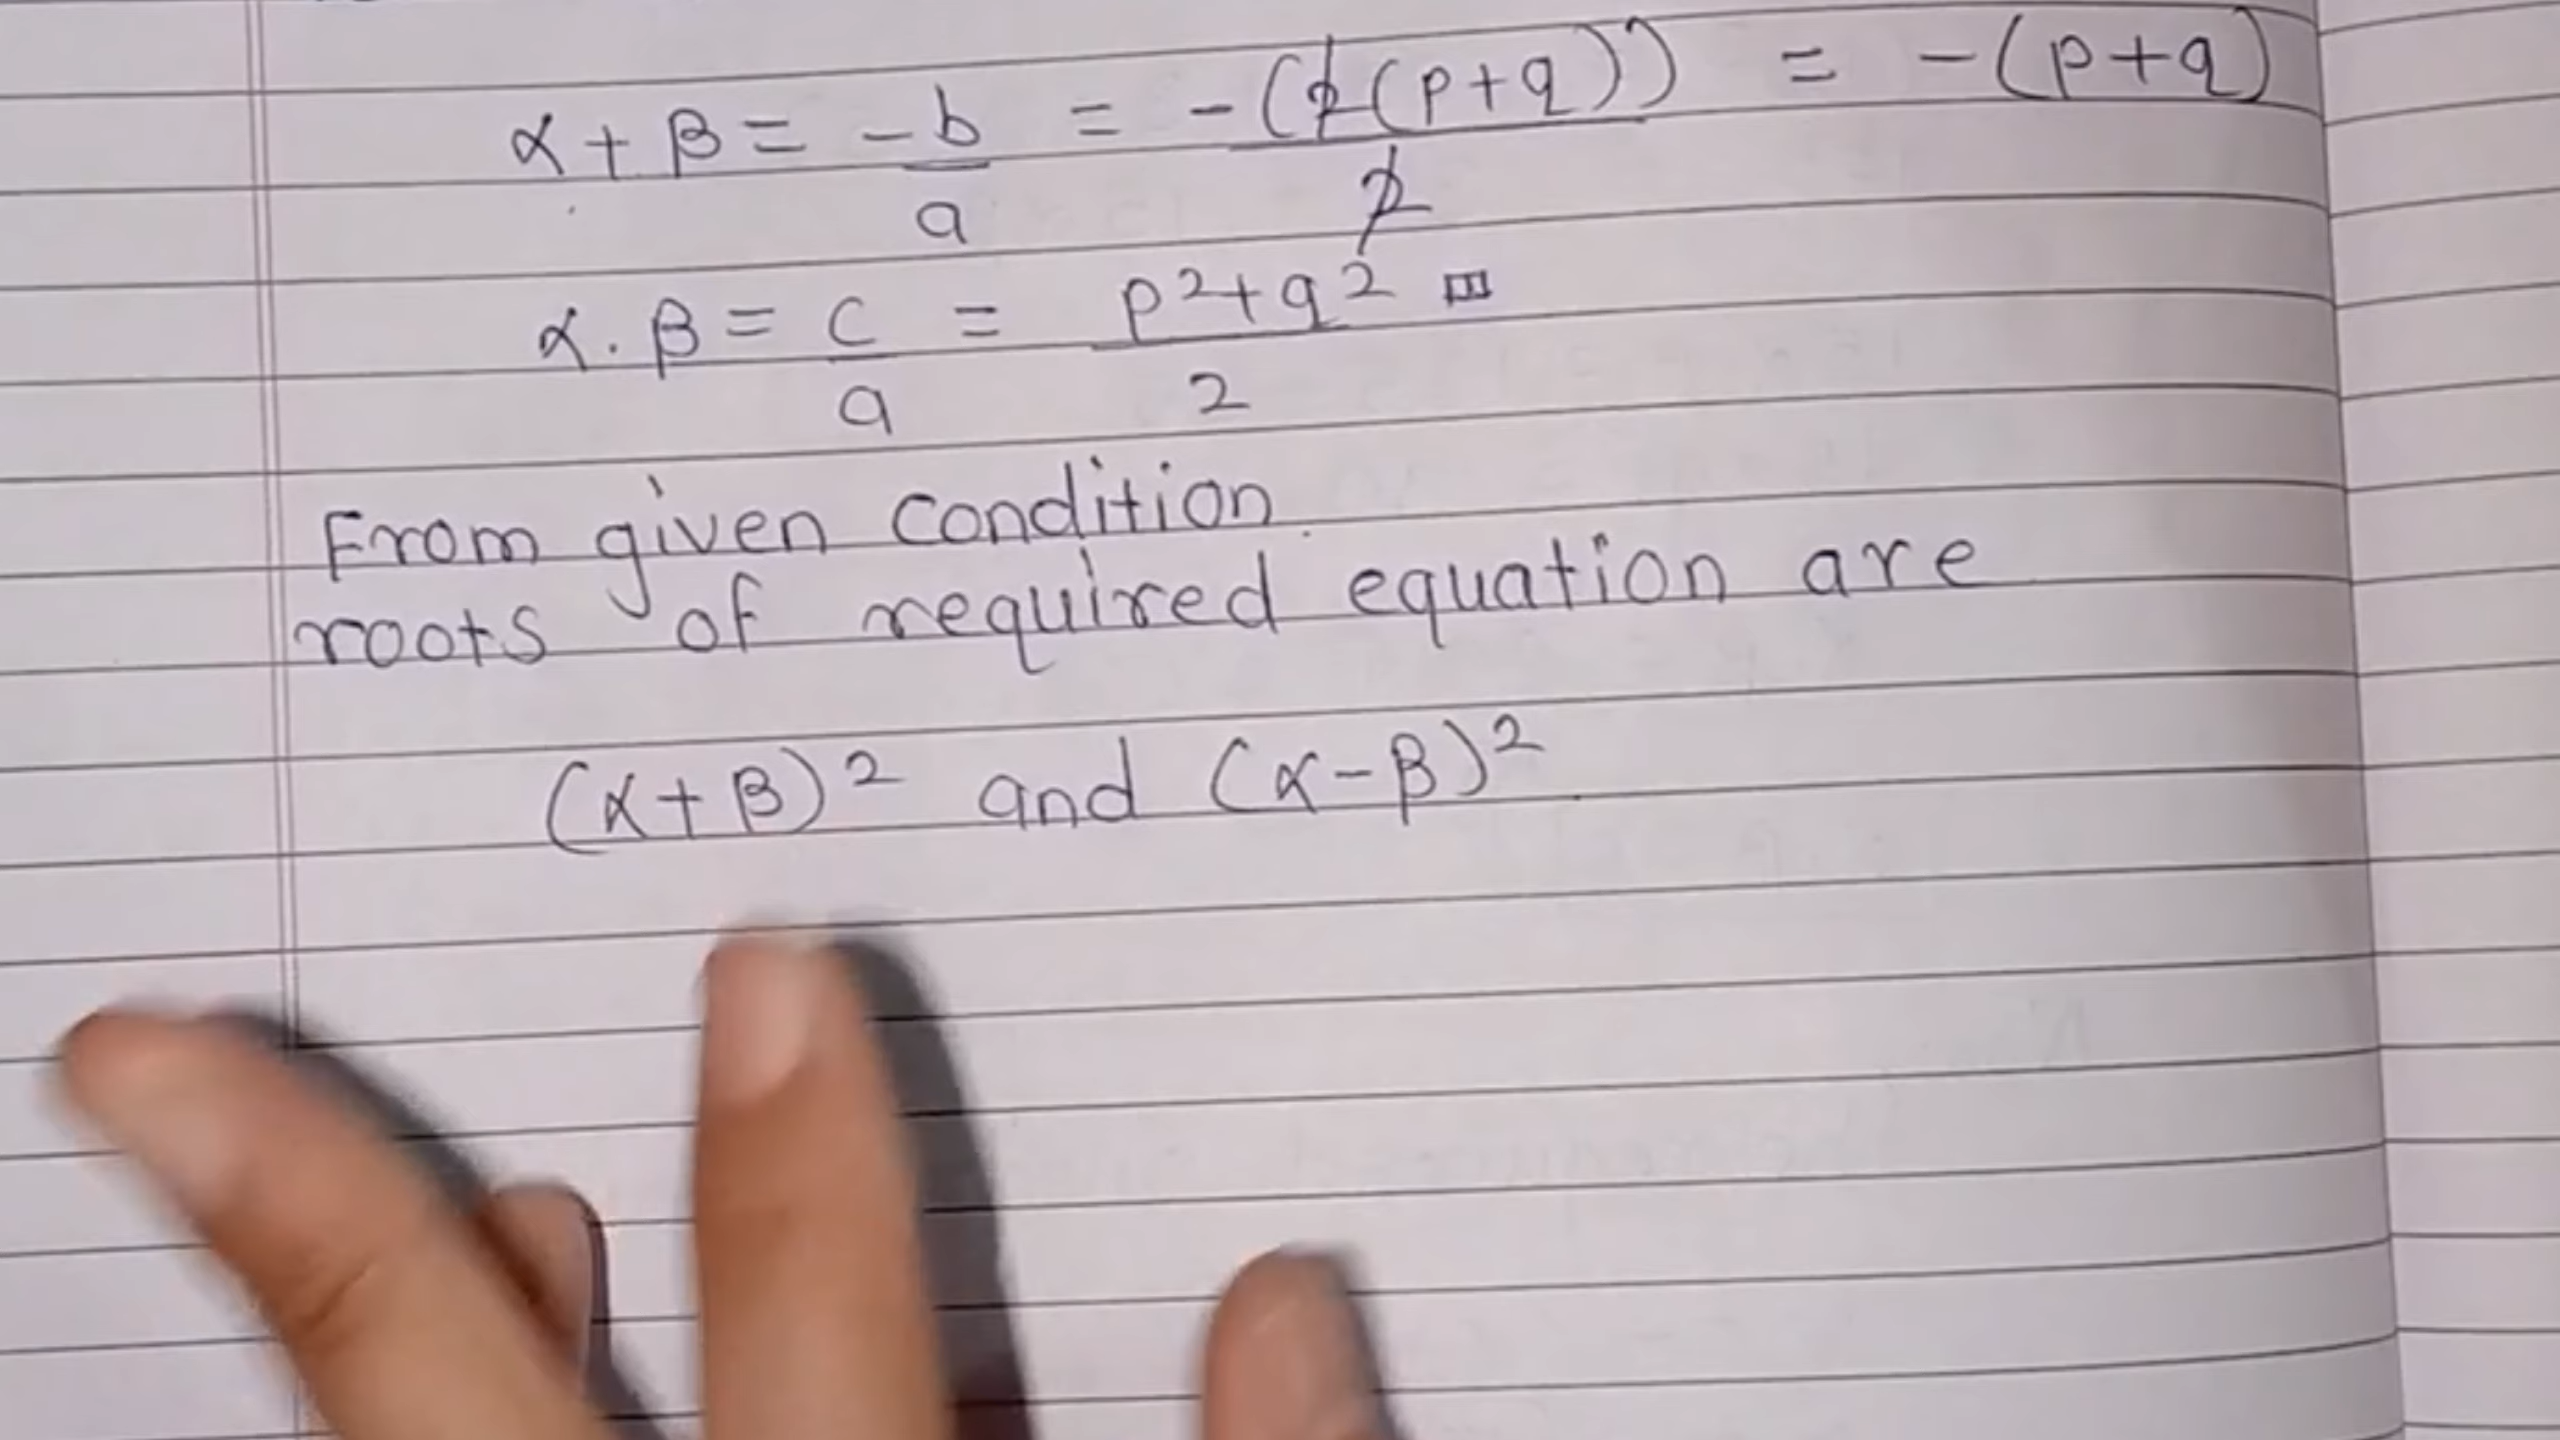 α + β = -b/a = -(2(p+q))/2 = -(p+q)
α . β = c/a = p²+q²/2
From given condition
roots of required equation are
(α+β)² and (α-β)²